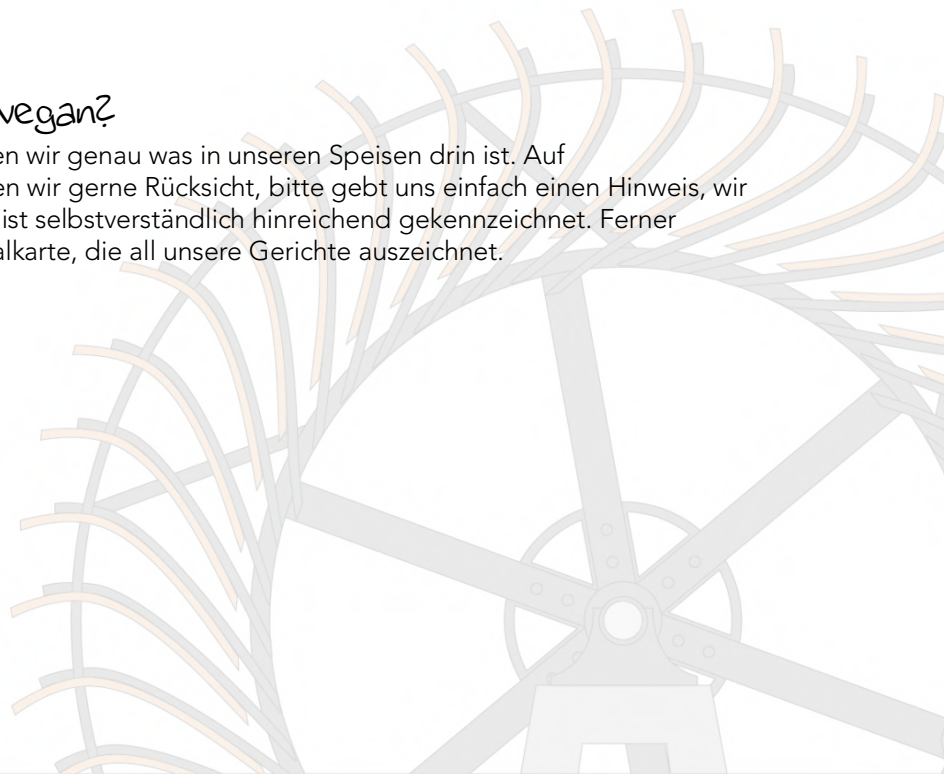 vegan?
en wir genau was in unseren Speisen drin ist. Auf
en wir gerne Rücksicht, bitte gebt uns einfach einen Hinweis, wir
ist selbstverständlich hinreichend gekennzeichnet. Ferner
alkarte, die all unsere Gerichte auszeichnet.